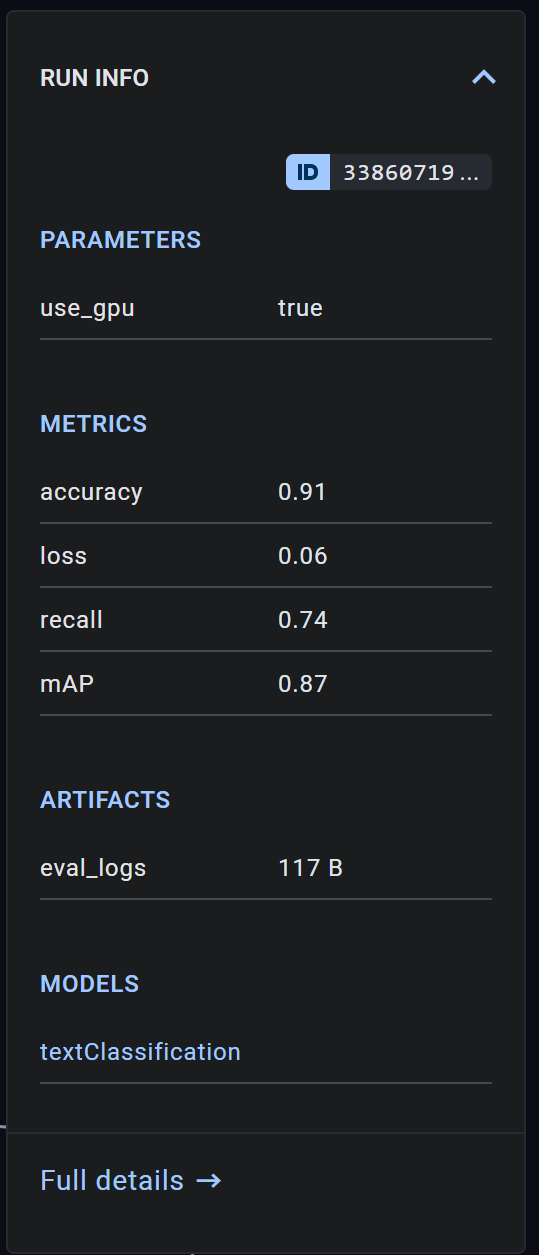 RUN INFO
ID 33860719...
PARAMETERS
use_gpu true
METRICS
accuracy 0.91
loss 0.06
recall 0.74
mAP 0.87
ARTIFACTS
eval_logs 117 B
MODELS
textClassification
Full details →